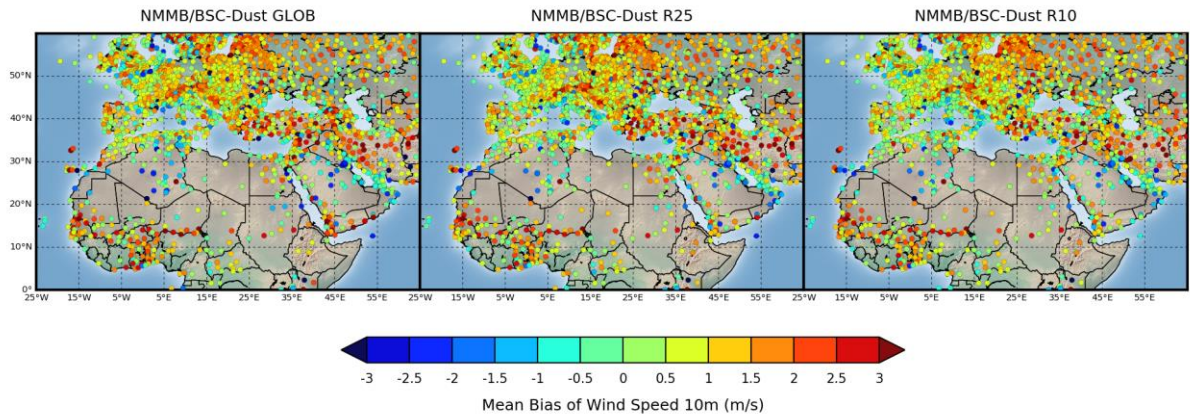 NMMB/BSC-Dust GLOB NMMB/BSC-Dust R25 NMMB/BSC-Dust R10
50°N
40°N
30°N
20°N
10°N
0°
25°W 15°W 5°W 5°E 15°E 25°E 35°E 45°E 55°E 25°W 15°W 5°W 5°E 15°E 25°E 35°E 45°E 55°E 25°W 15°W 5°W 5°E 15°E 25°E 35°E 45°E 55°E
-3 -2.5 -2 -1.5 -1 -0.5 0 0.5 1 1.5 2 2.5 3
Mean Bias of Wind Speed 10m (m/s)